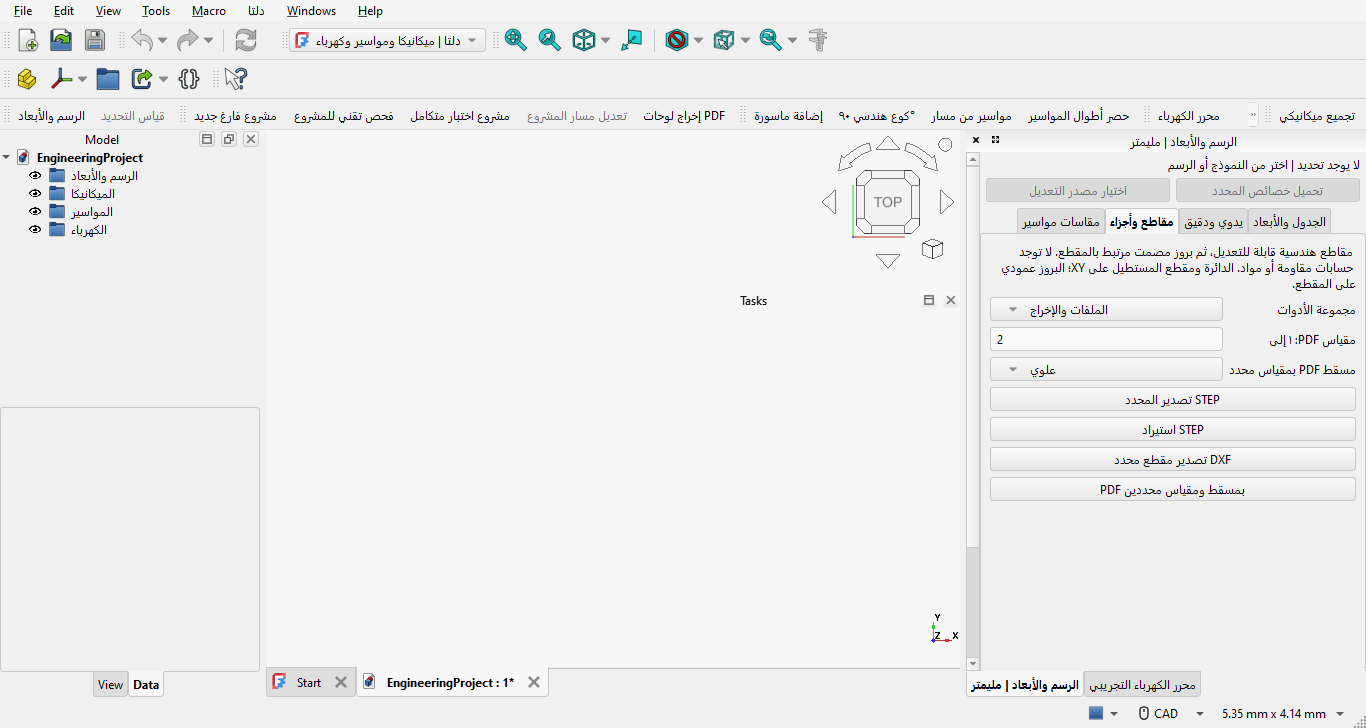 File Edit View Tools Macro دلتا Windows Help
دلتا | ميكانيكا ومواسير وكهرباء
الرسم والأبعاد قياس التحديد مشروع فارغ جديد فحص تقني للمشروع مشروع اختبار متكامل تعديل مسار المشروع PDF إخراج لوحات إضافة ماسورة كوع هندسي ٩٠° مواسير من مسار حصر أطوال المواسير محرر الكهرباء » تجميع ميكانيكي
Model
EngineeringProject
الرسم والأبعاد
الميكانيكا
المواسير
الكهرباء
View Data
TOP
Tasks
Y
Z X
Start EngineeringProject : 1*
الرسم والأبعاد | مليمتر
لا يوجد تحديد | اختر من النموذج أو الرسم
تحميل خصائص المحدد اختيار مصدر التعديل
الجدول والأبعاد يدوي ودقيق مقاطع وأجزاء مقاسات مواسير
مقاطع هندسية قابلة للتعديل، ثم بروز مصمت مرتبط بالمقطع. لا توجد
حسابات مقاومة أو مواد. الدائرة ومقطع المستطيل على XY؛ البروز عمودي
على المقطع.
مجموعة الأدوات الملفات والإخراج
مقياس PDF:١إلى 2
مسقط PDF بمقياس محدد علوي
STEP تصدير المحدد
STEP استيراد
DXF تصدير مقطع محدد
بمسقط ومقياس محددين PDF
الرسم والأبعاد | مليمتر محرر الكهرباء التجريبي
CAD 5.35 mm x 4.14 mm